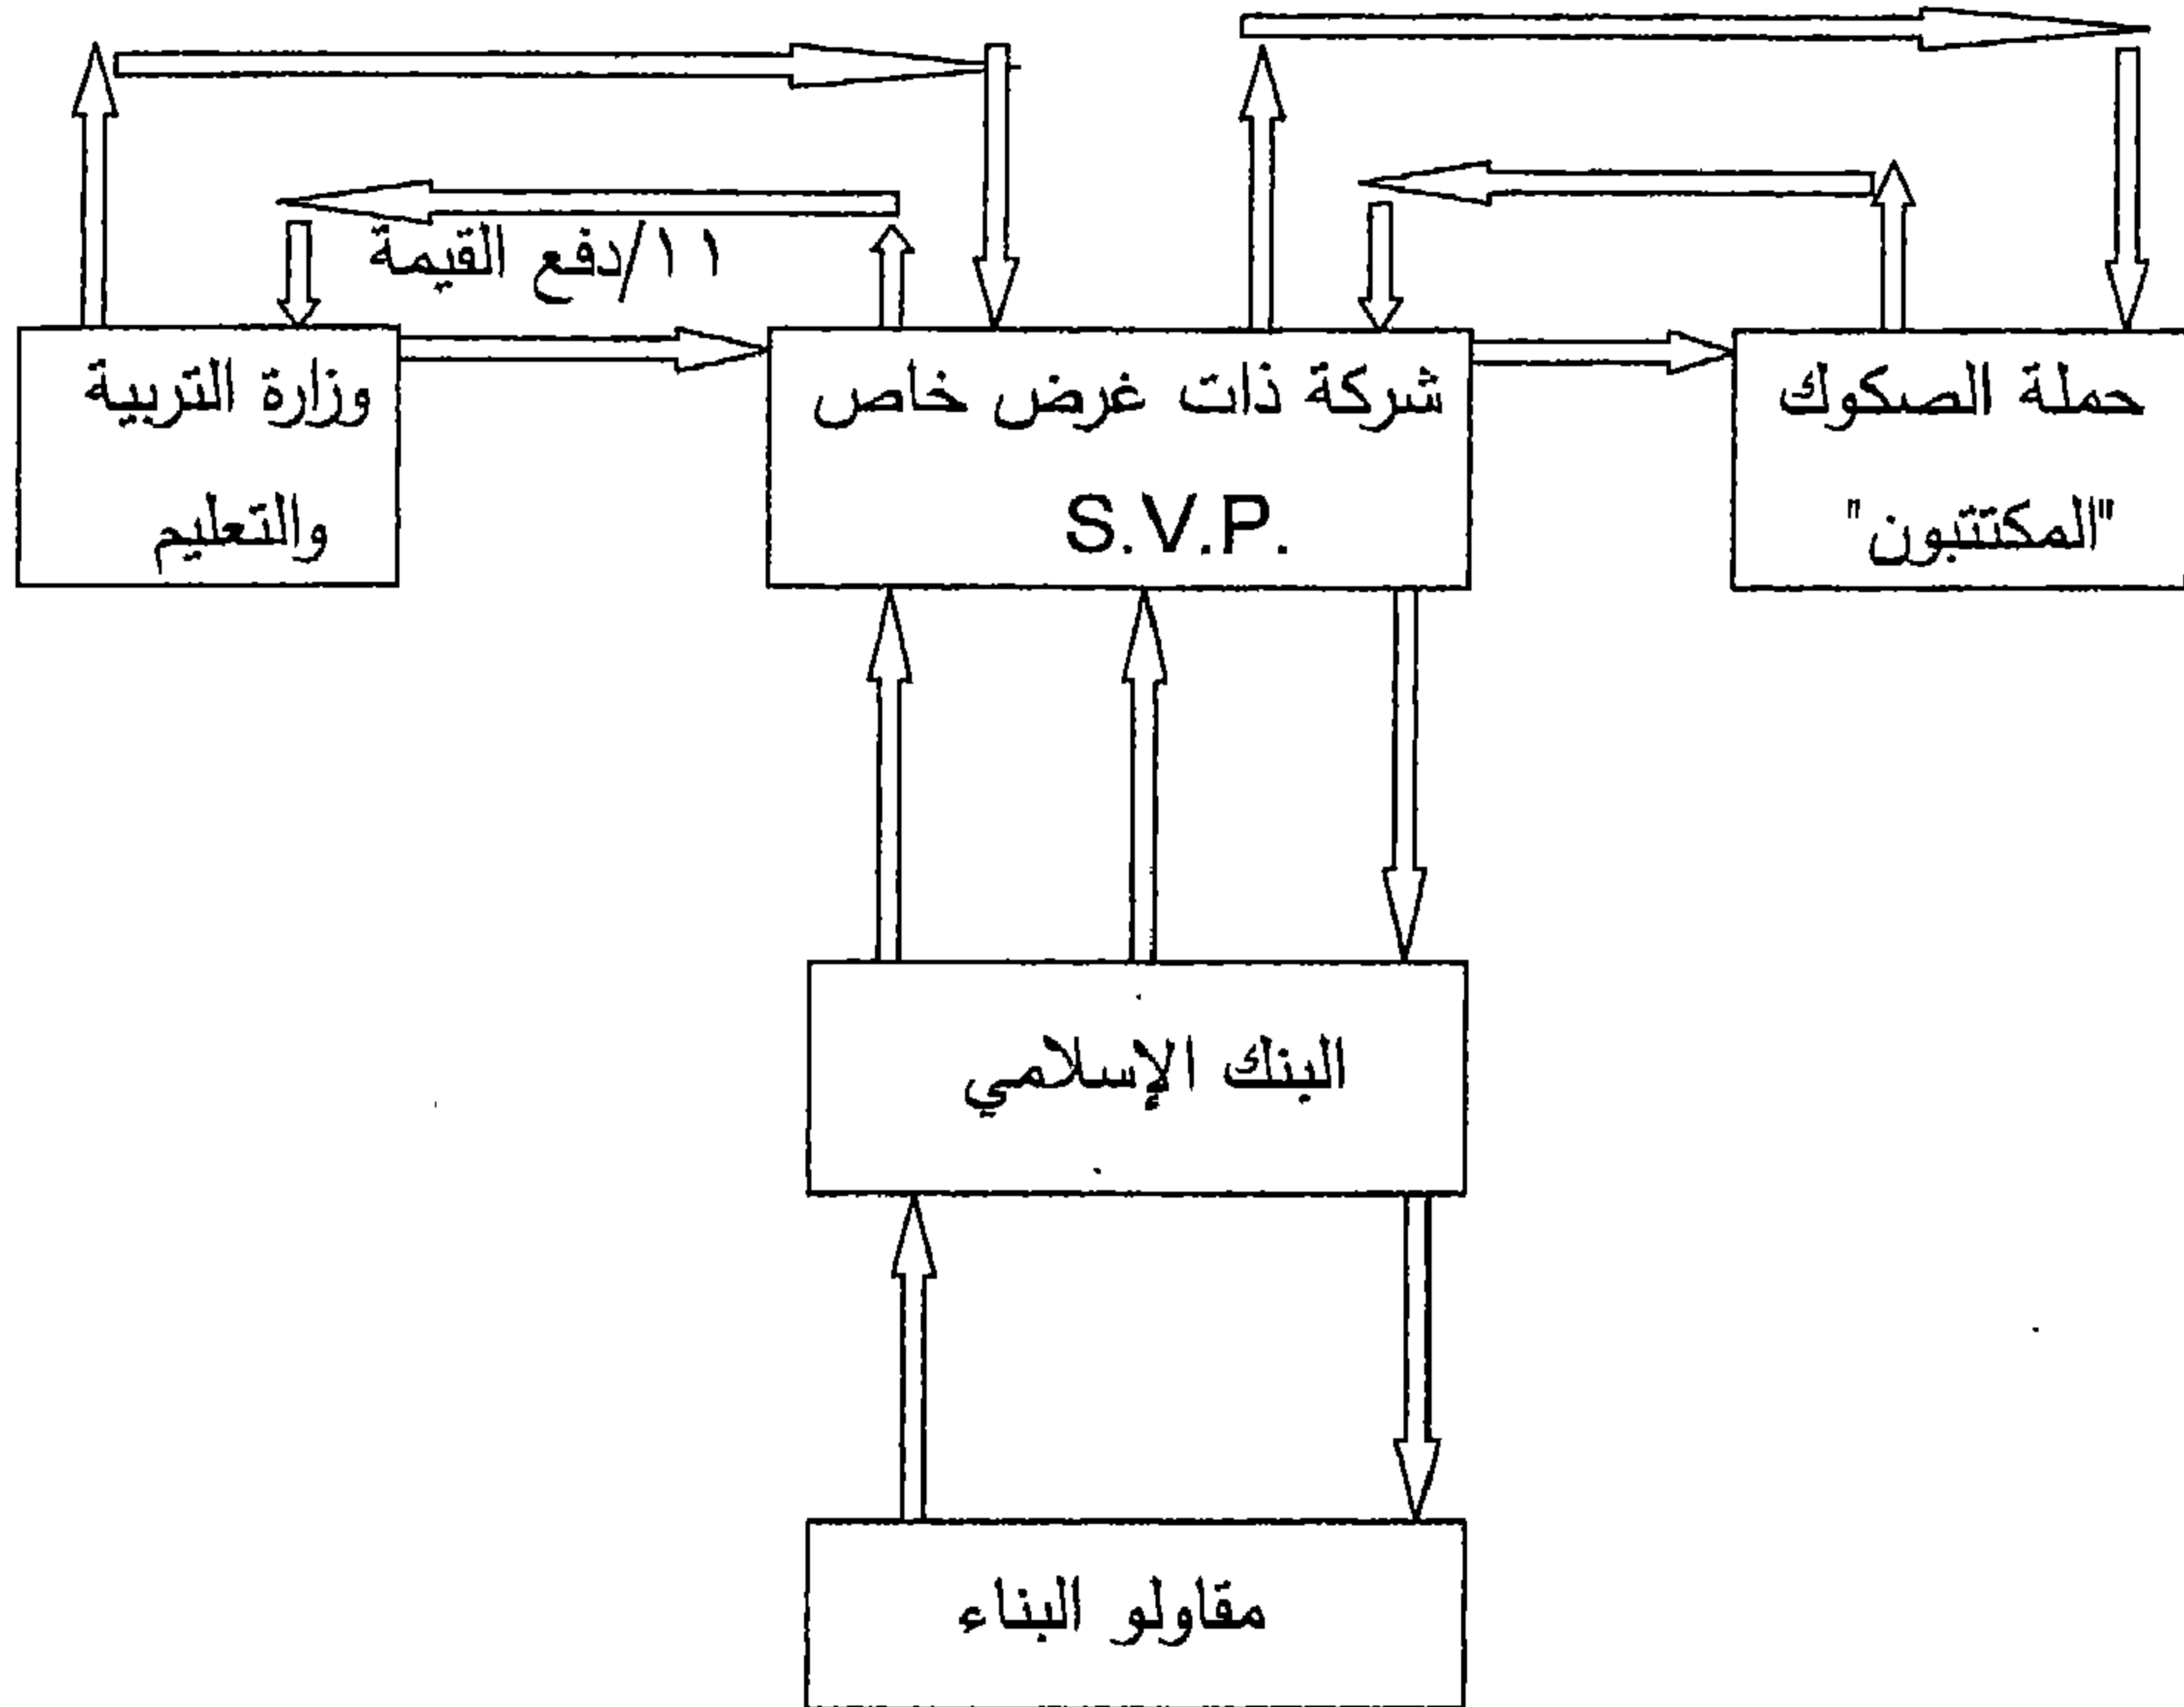 ١١/دفع القيمة
حملة الصكوك
"المكتتبون"
شركة ذات غرض خاص
S.V.P.
وزارة التربية
والتعليم
البنك الإسلامي
مقاولو البناء